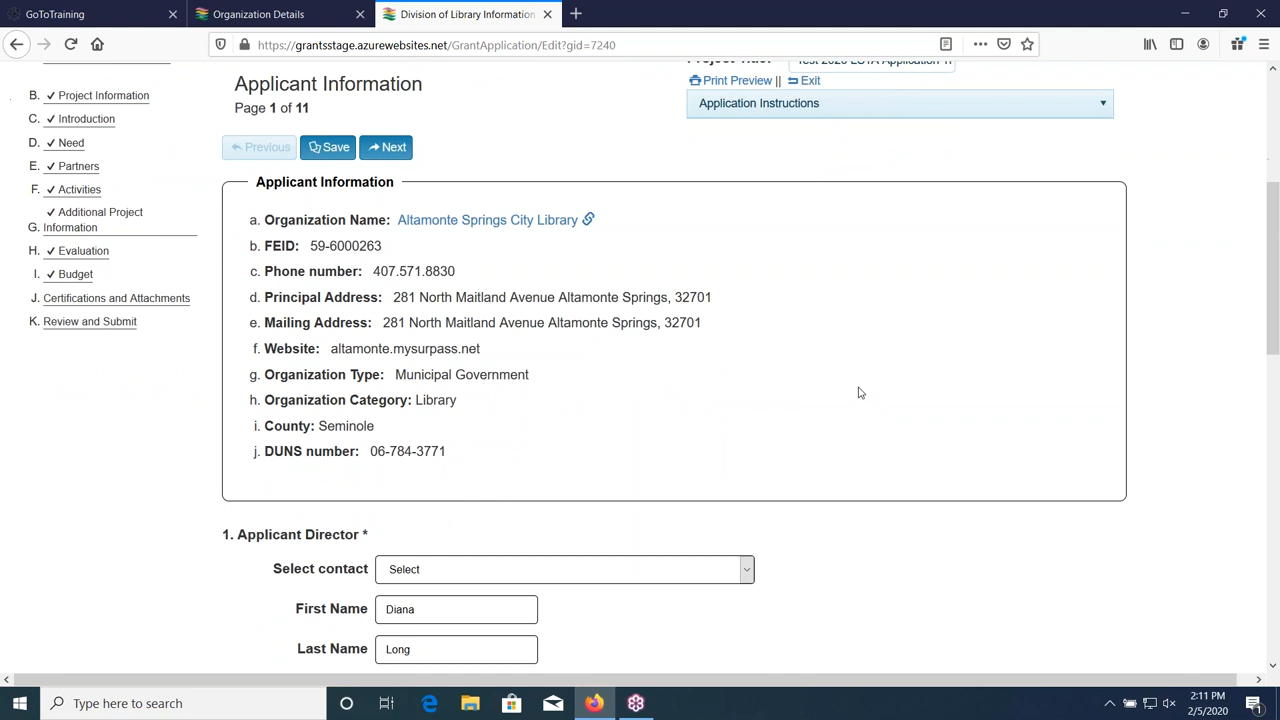 GoToTraining
Organization Details
Division of Library Information
https://grantsstage.azurewebsites.net/GrantApplication/Edit?gid=7240
Applicant Information
Page 1 of 11
Print Preview || Exit
Application Instructions
B. ✓ Project Information
C. ✓ Introduction
D. ✓ Need
E. ✓ Partners
F. ✓ Activities
✓ Additional Project
G. Information
H. ✓ Evaluation
I. ✓ Budget
J. Certifications and Attachments
K. Review and Submit
Previous Save Next
Applicant Information
a. Organization Name: Altamonte Springs City Library
b. FEID: 59-6000263
c. Phone number: 407.571.8830
d. Principal Address: 281 North Maitland Avenue Altamonte Springs, 32701
e. Mailing Address: 281 North Maitland Avenue Altamonte Springs, 32701
f. Website: altamonte.mysurpass.net
g. Organization Type: Municipal Government
h. Organization Category: Library
i. County: Seminole
j. DUNS number: 06-784-3771
1. Applicant Director *
Select contact Select
First Name Diana
Last Name Long
Type here to search
2:11 PM
2/5/2020
1